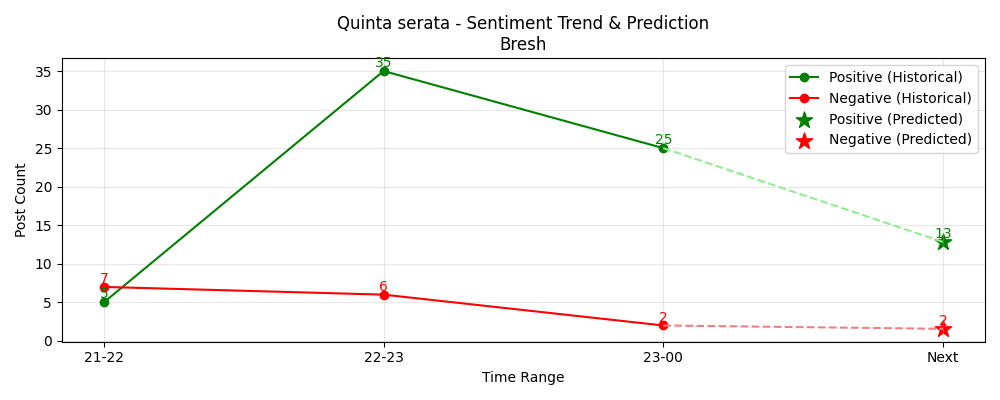 Quinta serata - Sentiment Trend & Prediction
Bresh
Positive (Historical)
Negative (Historical)
Positive (Predicted)
Negative (Predicted)
Post Count
35
30
25
20
15
10
5
0
7
5
35
6
25
2
13
2
21-22
22-23
23-00
Next
Time Range